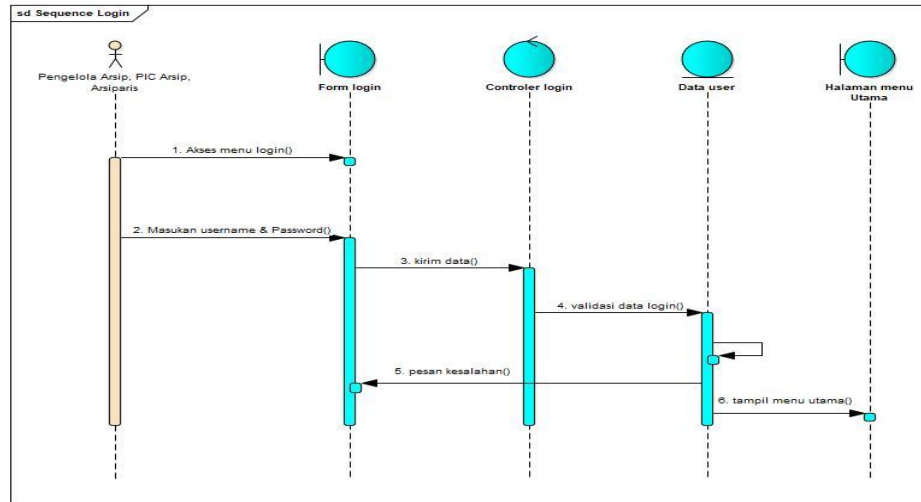 sd Sequence Login
Pengelola Arsip, PIC Arsip,
Arsiparis
Form login
Controler login
Data user
Halaman menu
Utama
1. Akses menu login()
2. Masukan username & Password()
3. kirim data()
4. validasi data login()
5. pesan kesalahan()
6. tampil menu utama()